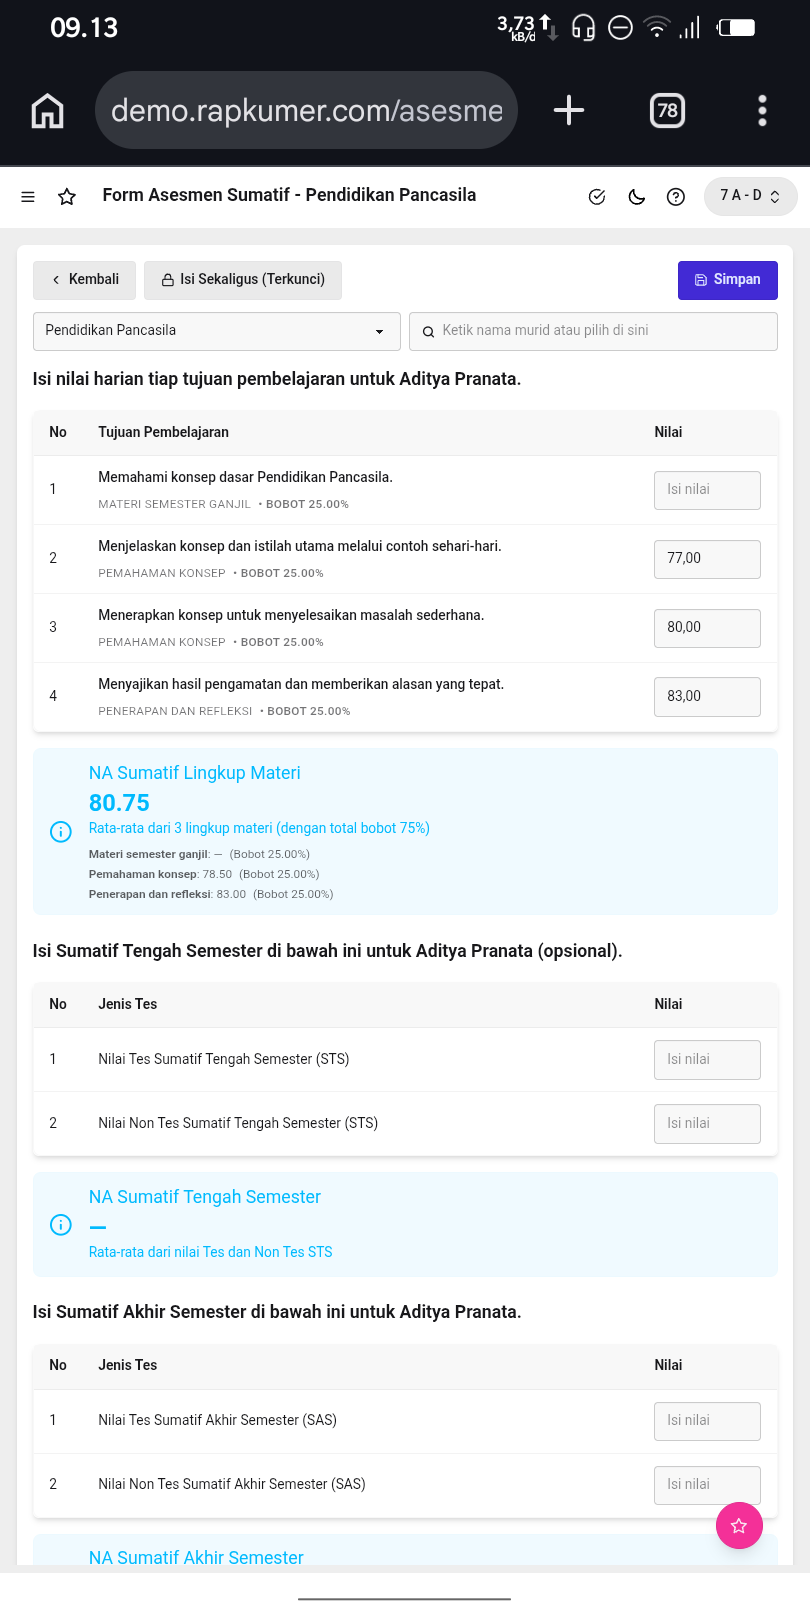 09.13
3,73
kB/d
demo.rapkumer.com/asesme
78
Form Asesmen Sumatif - Pendidikan Pancasila
7 A - D
Kembali
Isi Sekaligus (Terkunci)
Simpan
Pendidikan Pancasila
Ketik nama murid atau pilih di sini
Isi nilai harian tiap tujuan pembelajaran untuk Aditya Pranata.
No Tujuan Pembelajaran Nilai
1 Memahami konsep dasar Pendidikan Pancasila. Isi nilai
MATERI SEMESTER GANJIL • BOBOT 25.00%
2 Menjelaskan konsep dan istilah utama melalui contoh sehari-hari. 77,00
PEMAHAMAN KONSEP • BOBOT 25.00%
3 Menerapkan konsep untuk menyelesaikan masalah sederhana. 80,00
PEMAHAMAN KONSEP • BOBOT 25.00%
4 Menyajikan hasil pengamatan dan memberikan alasan yang tepat. 83,00
PENERAPAN DAN REFLEKSI • BOBOT 25.00%
NA Sumatif Lingkup Materi
80.75
Rata-rata dari 3 lingkup materi (dengan total bobot 75%)
Materi semester ganjil: — (Bobot 25.00%)
Pemahaman konsep: 78.50 (Bobot 25.00%)
Penerapan dan refleksi: 83.00 (Bobot 25.00%)
Isi Sumatif Tengah Semester di bawah ini untuk Aditya Pranata (opsional).
No Jenis Tes Nilai
1 Nilai Tes Sumatif Tengah Semester (STS) Isi nilai
2 Nilai Non Tes Sumatif Tengah Semester (STS) Isi nilai
NA Sumatif Tengah Semester
—
Rata-rata dari nilai Tes dan Non Tes STS
Isi Sumatif Akhir Semester di bawah ini untuk Aditya Pranata.
No Jenis Tes Nilai
1 Nilai Tes Sumatif Akhir Semester (SAS) Isi nilai
2 Nilai Non Tes Sumatif Akhir Semester (SAS) Isi nilai
NA Sumatif Akhir Semester